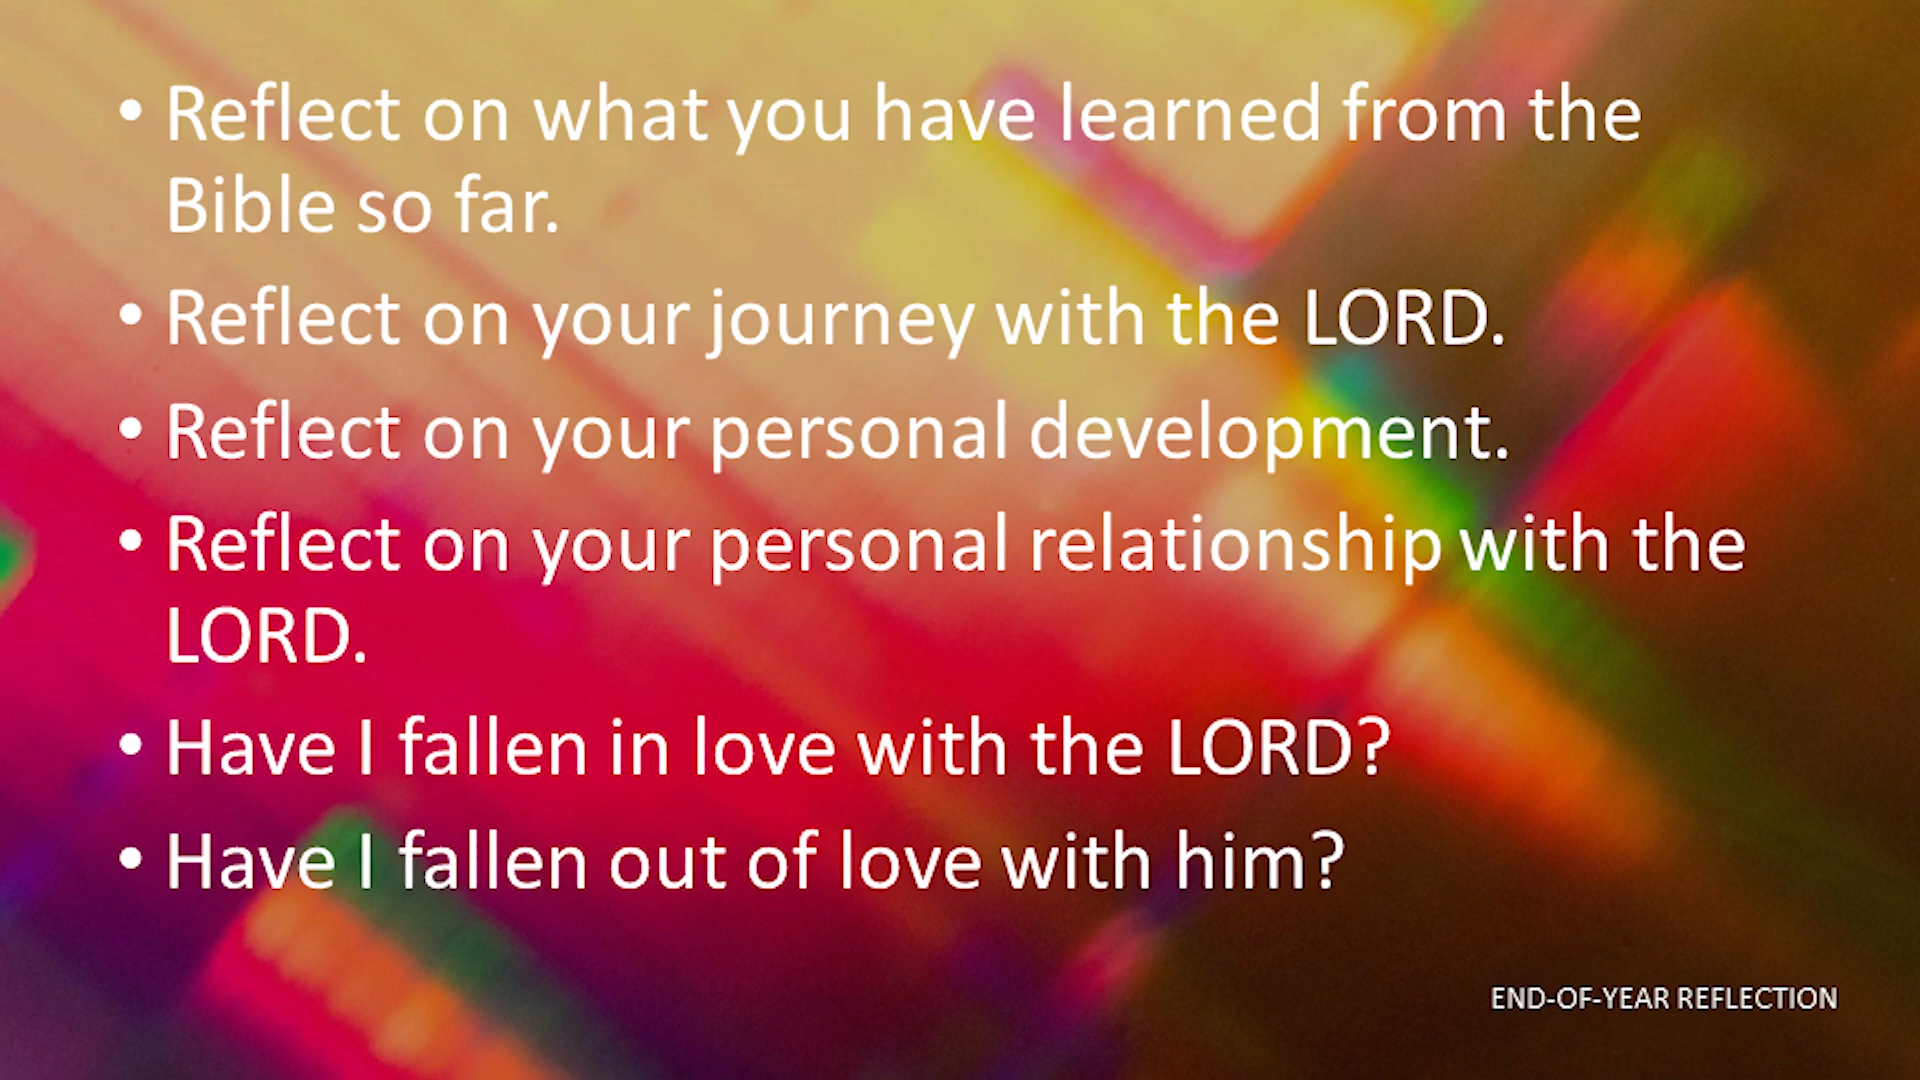 • Reflect on what you have learned from the
Bible so far.
• Reflect on your journey with the LORD.
• Reflect on your personal development.
• Reflect on your personal relationship with the
LORD.
• Have I fallen in love with the LORD?
• Have I fallen out of love with him?
END-OF-YEAR REFLECTION